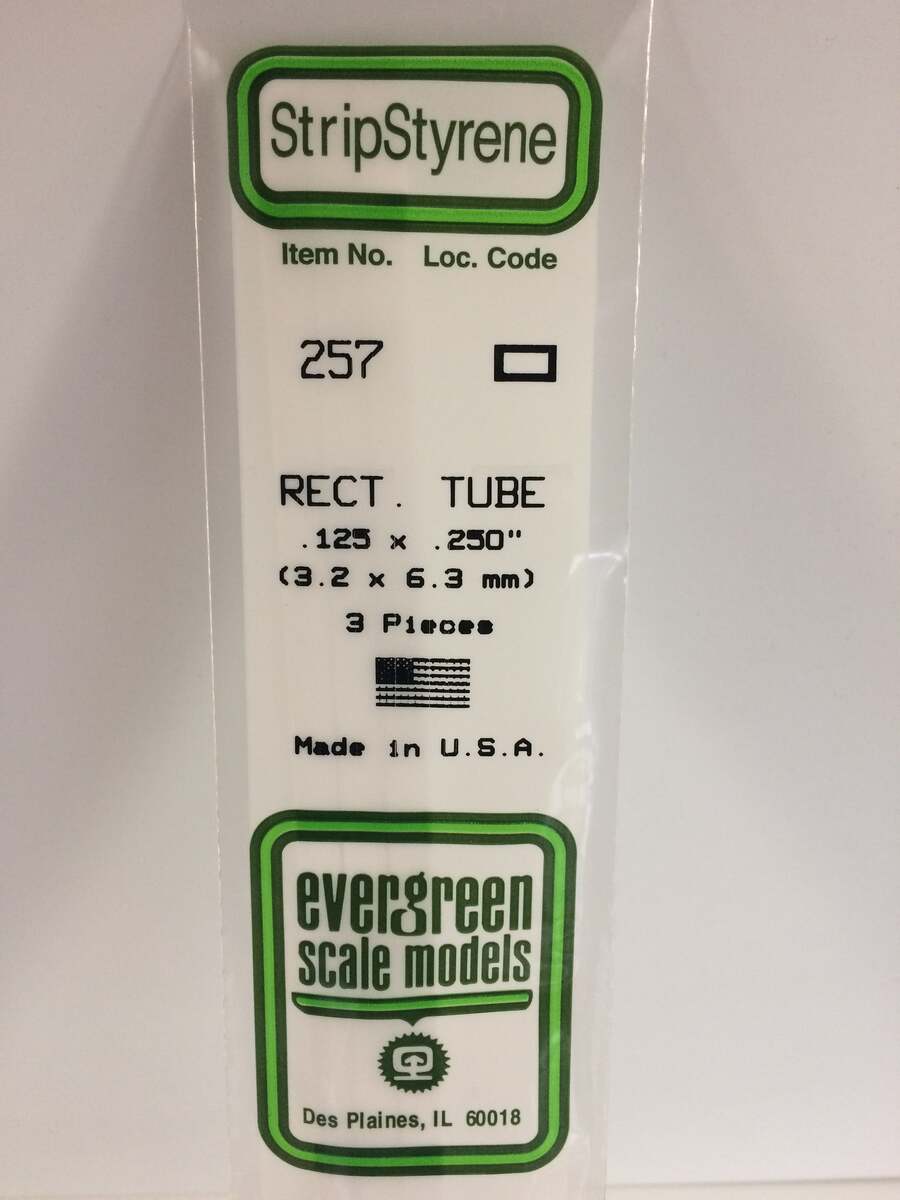 StripStyrene
Item No. Loc. Code
257
RECT. TUBE
.125 x .250"
(3.2 x 6.3 mm)
3 Pieces
Made in U.S.A.
evergreen
scale models
Des Plaines, IL 60018